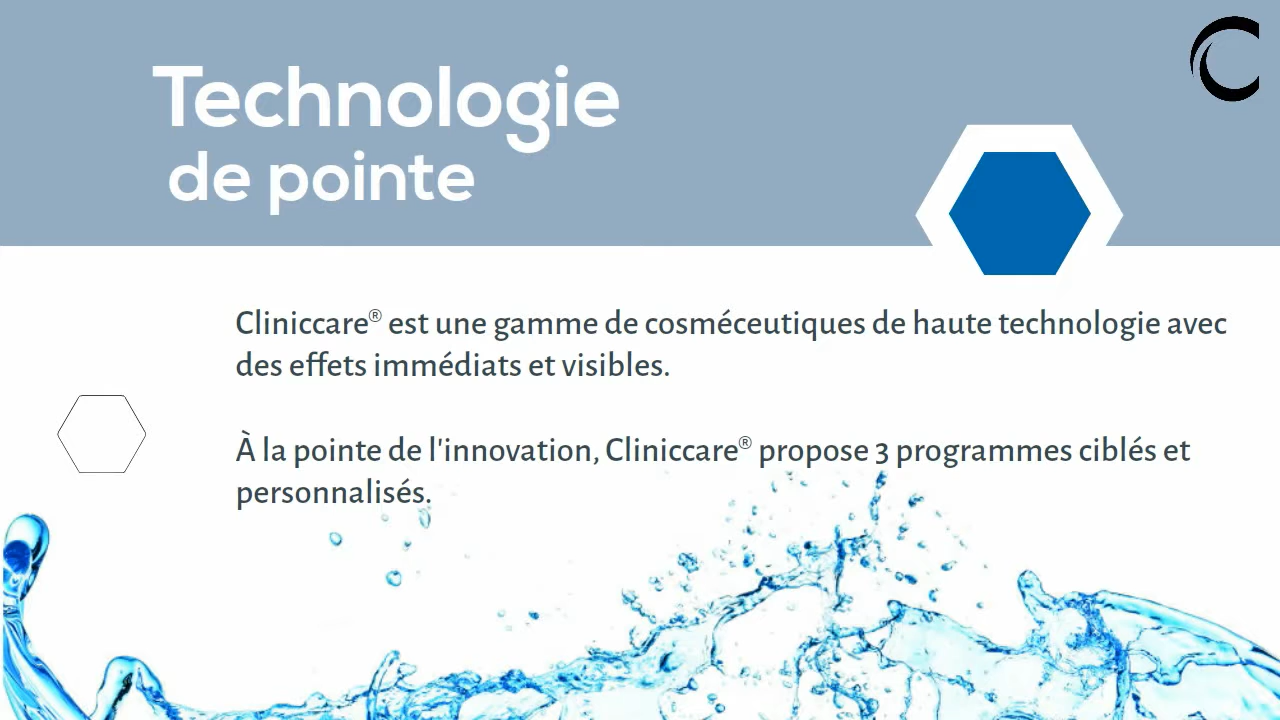 Technologie
de pointe
Cliniccare® est une gamme de cosméceutiques de haute technologie avec
des effets immédiats et visibles.
À la pointe de l'innovation, Cliniccare® propose 3 programmes ciblés et
personnalisés.